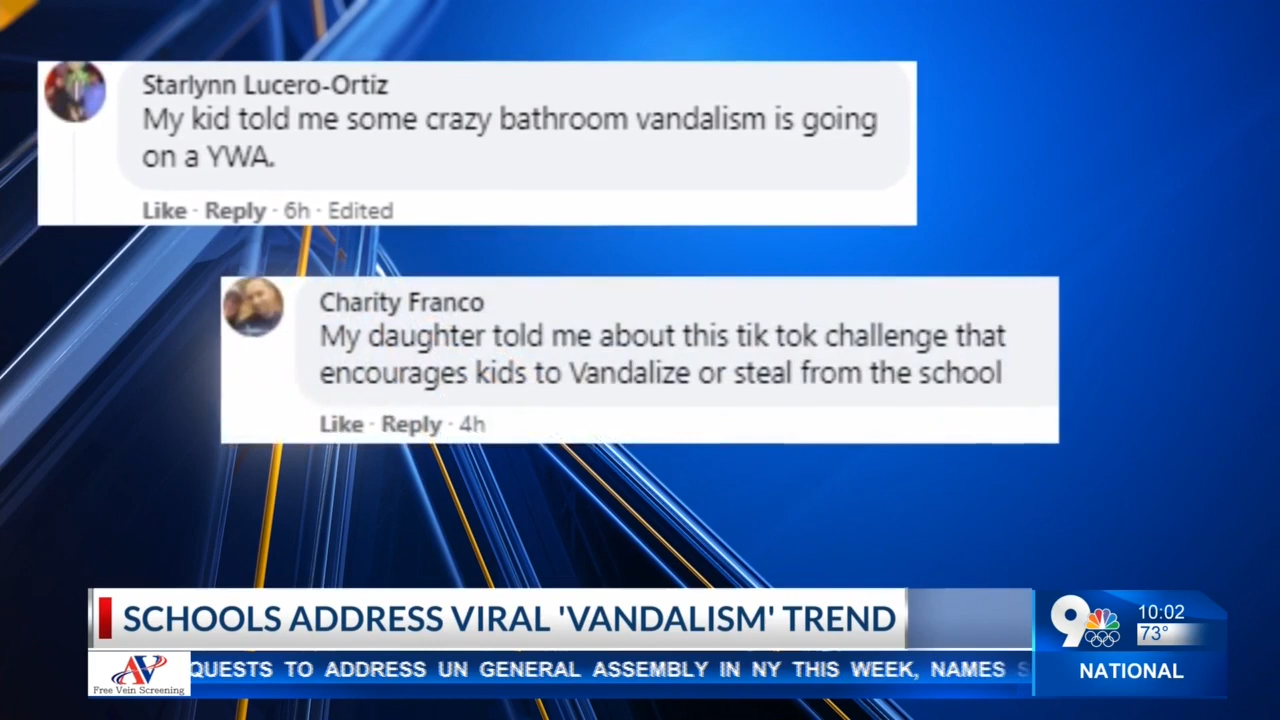 Starlynn Lucero-Ortiz
My kid told me some crazy bathroom vandalism is going
on a YWA.
Like · Reply · 6h · Edited
Charity Franco
My daughter told me about this tik tok challenge that
encourages kids to Vandalize or steal from the school
Like · Reply · 4h
SCHOOLS ADDRESS VIRAL 'VANDALISM' TREND
9
10:02
73°
AV
Free Vein Screening
QUESTS TO ADDRESS UN GENERAL ASSEMBLY IN NY THIS WEEK, NAMES
NATIONAL